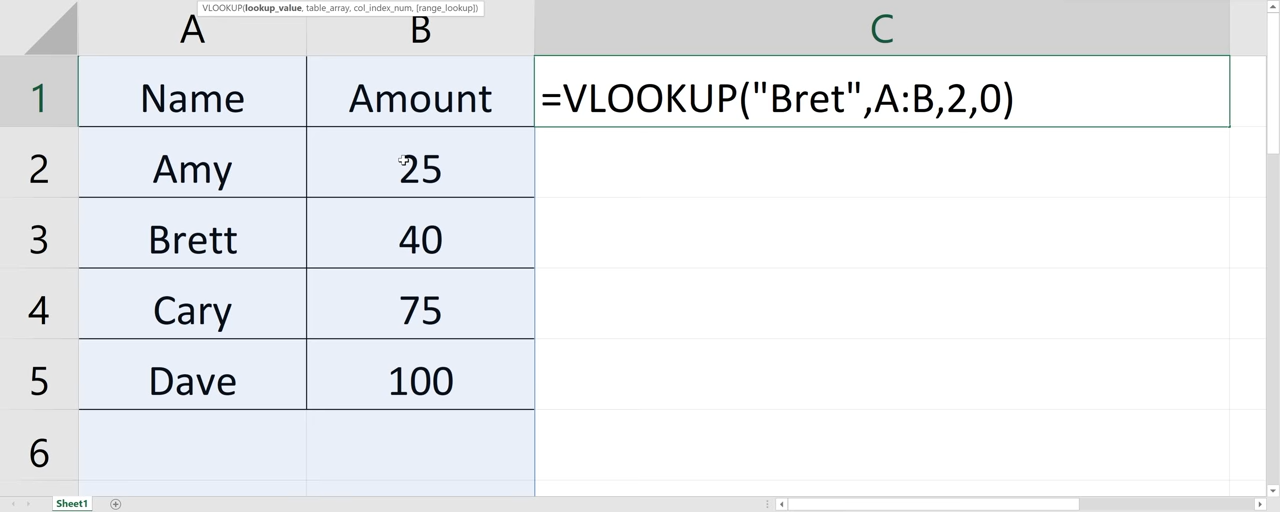 VLOOKUP(lookup_value, table_array, col_index_num, [range_lookup])
A B C
1 Name Amount =VLOOKUP("Bret",A:B,2,0)
2 Amy 25
3 Brett 40
4 Cary 75
5 Dave 100
6
Sheet1